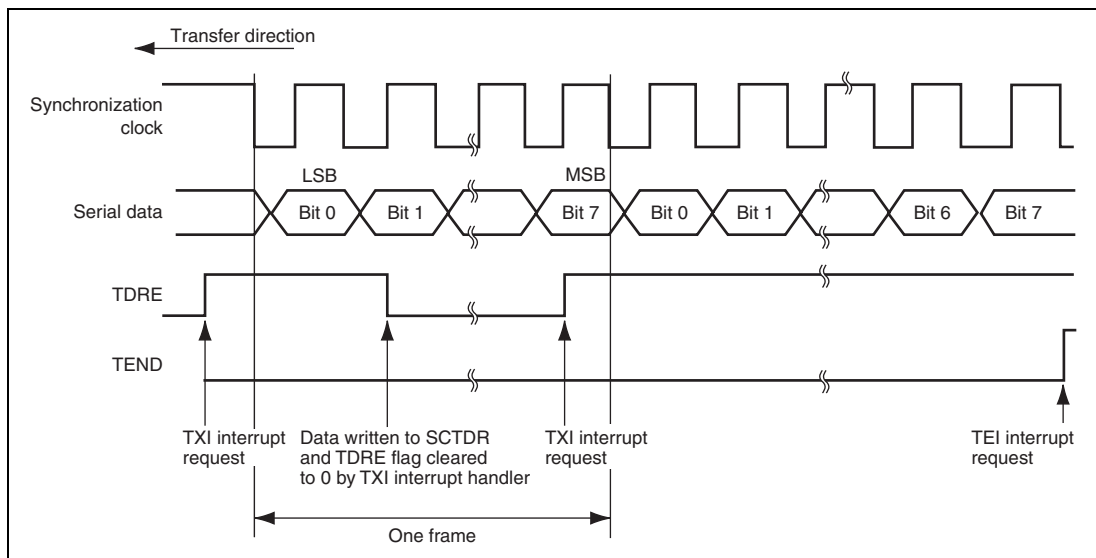 Transfer direction
Synchronization
clock
LSB
MSB
Serial data
Bit 0
Bit 1
Bit 7
Bit 0
Bit 1
Bit 6
Bit 7
TDRE
TEND
TXI interrupt
request
Data written to SCTDR
and TDRE flag cleared
to 0 by TXI interrupt handler
TXI interrupt
request
TEI interrupt
request
One frame